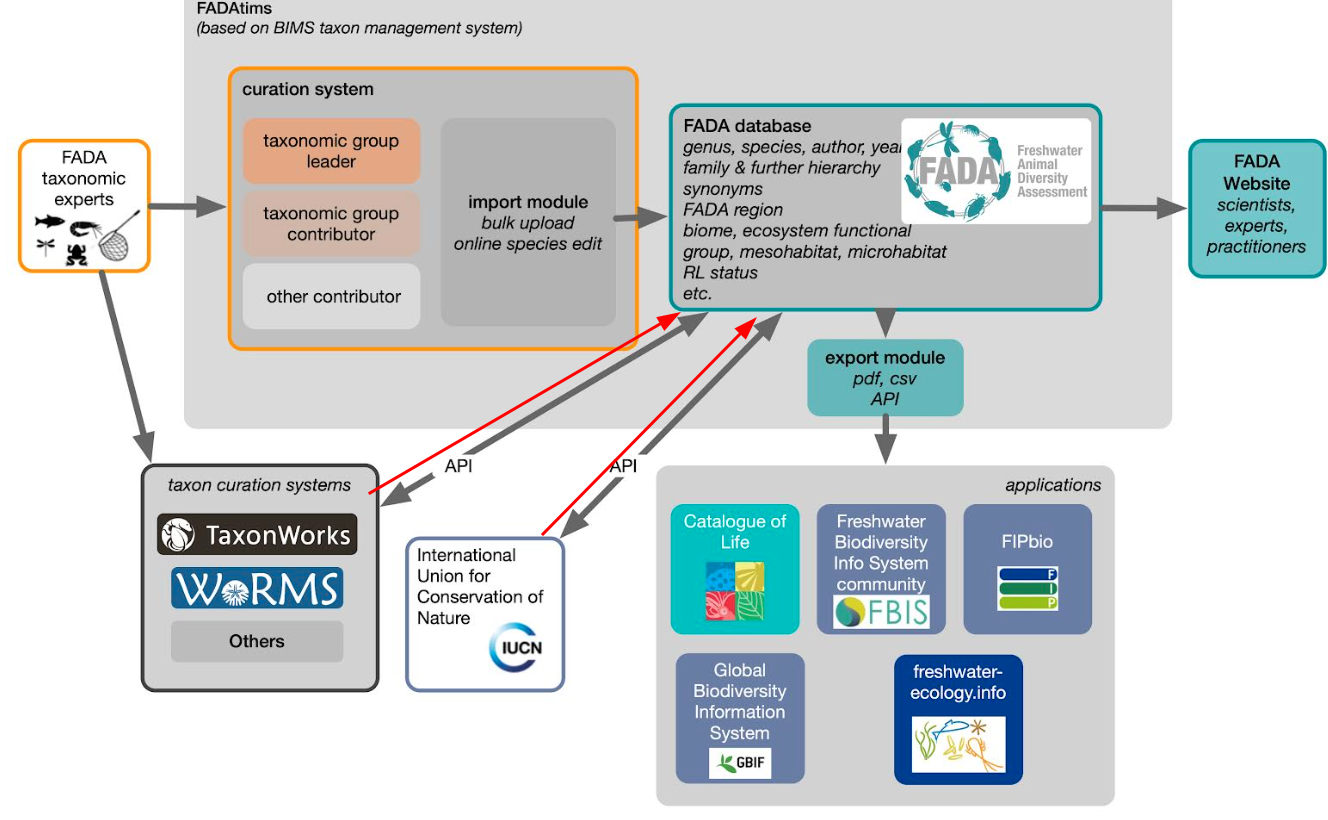 FADAtims
(based on BIMS taxon management system)
curation system
taxonomic group
leader
taxonomic group
contributor
other contributor
import module
bulk upload
online species edit
FADA
taxonomic
experts
FADA database
genus, species, author, year
family & further hierarchy
synonyms
FADA region
biome, ecosystem functional
group, mesohabitat, microhabitat
RL status
etc.
FADA
Freshwater
Animal
Diversity
Assessment
FADA
Website
scientists,
experts,
practitioners
export module
pdf, csv
API
API
API
taxon curation systems
TaxonWorks
WoRMS
Others
International
Union for
Conservation of
Nature
IUCN
applications
Catalogue of
Life
Freshwater
Biodiversity
Info System
community
FBIS
FIPbio
F
I
P
Global
Biodiversity
Information
System
GBIF
freshwater-
ecology.info